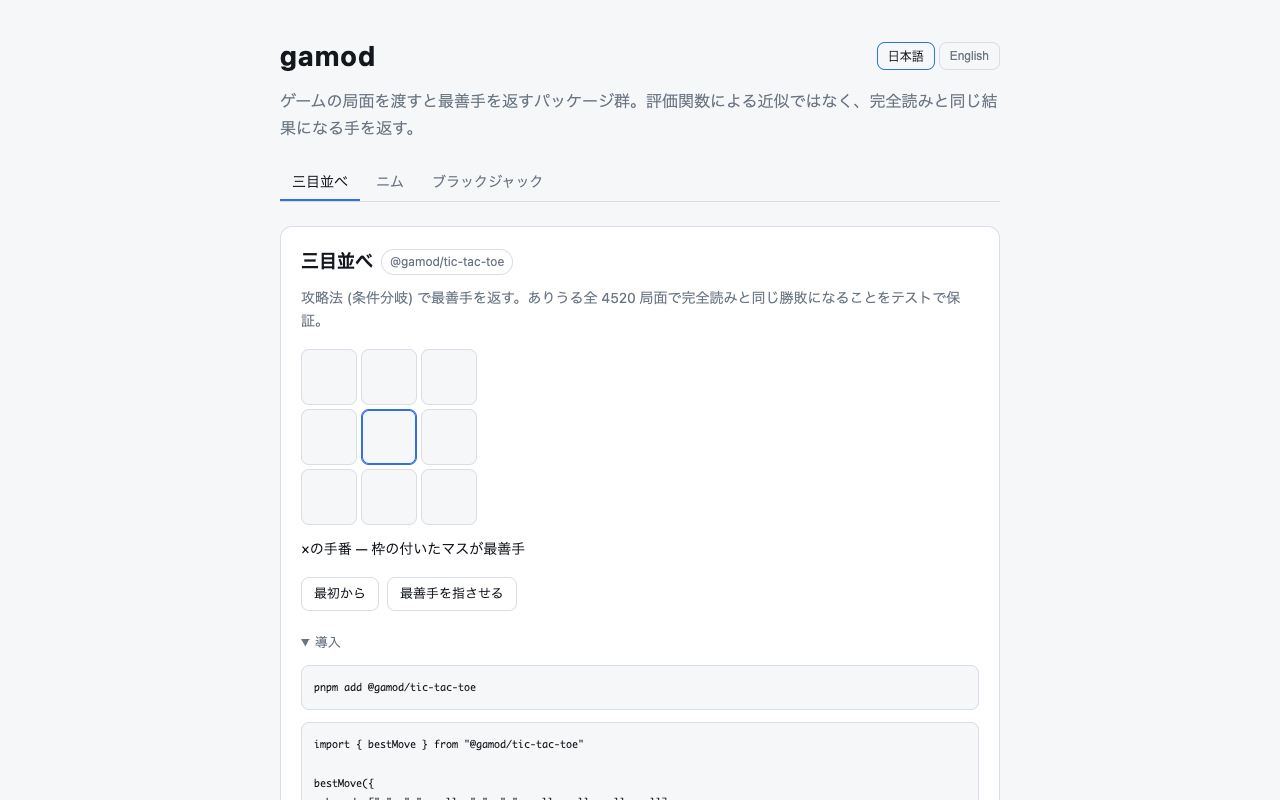 gamod
日本語
English
ゲームの局面を渡すと最善手を返すパッケージ群。評価関数による近似ではなく、完全読みと同じ結
果になる手を返す。
三目並べ
ニム
ブラックジャック
三目並べ
@gamod/tic-tac-toe
攻略法 (条件分岐) で最善手を返す。ありうる全 4520 局面で完全読みと同じ勝敗になることをテストで保
証。
×の手番 — 枠の付いたマスが最善手
最初から
最善手を指させる
▼ 導入
pnpm add @gamod/tic-tac-toe
import { bestMove } from "@gamod/tic-tac-toe"
bestMove({